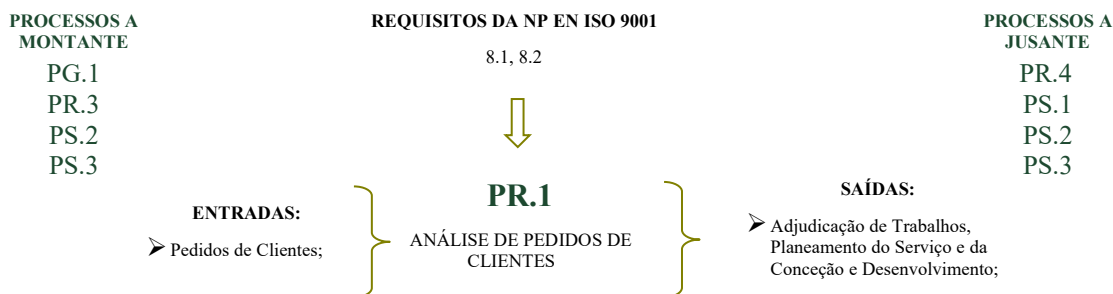 PROCESSOS A
MONTANTE
PG.1
PR.3
PS.2
PS.3
REQUISITOS DA NP EN ISO 9001
8.1, 8.2
PROCESSOS A
JUSANTE
PR.4
PS.1
PS.2
PS.3
ENTRADAS:
Pedidos de Clientes;
PR.1
ANÁLISE DE PEDIDOS DE
CLIENTES
SAÍDAS:
Adjudicação de Trabalhos,
Planeamento do Serviço e da
Conceção e Desenvolvimento;